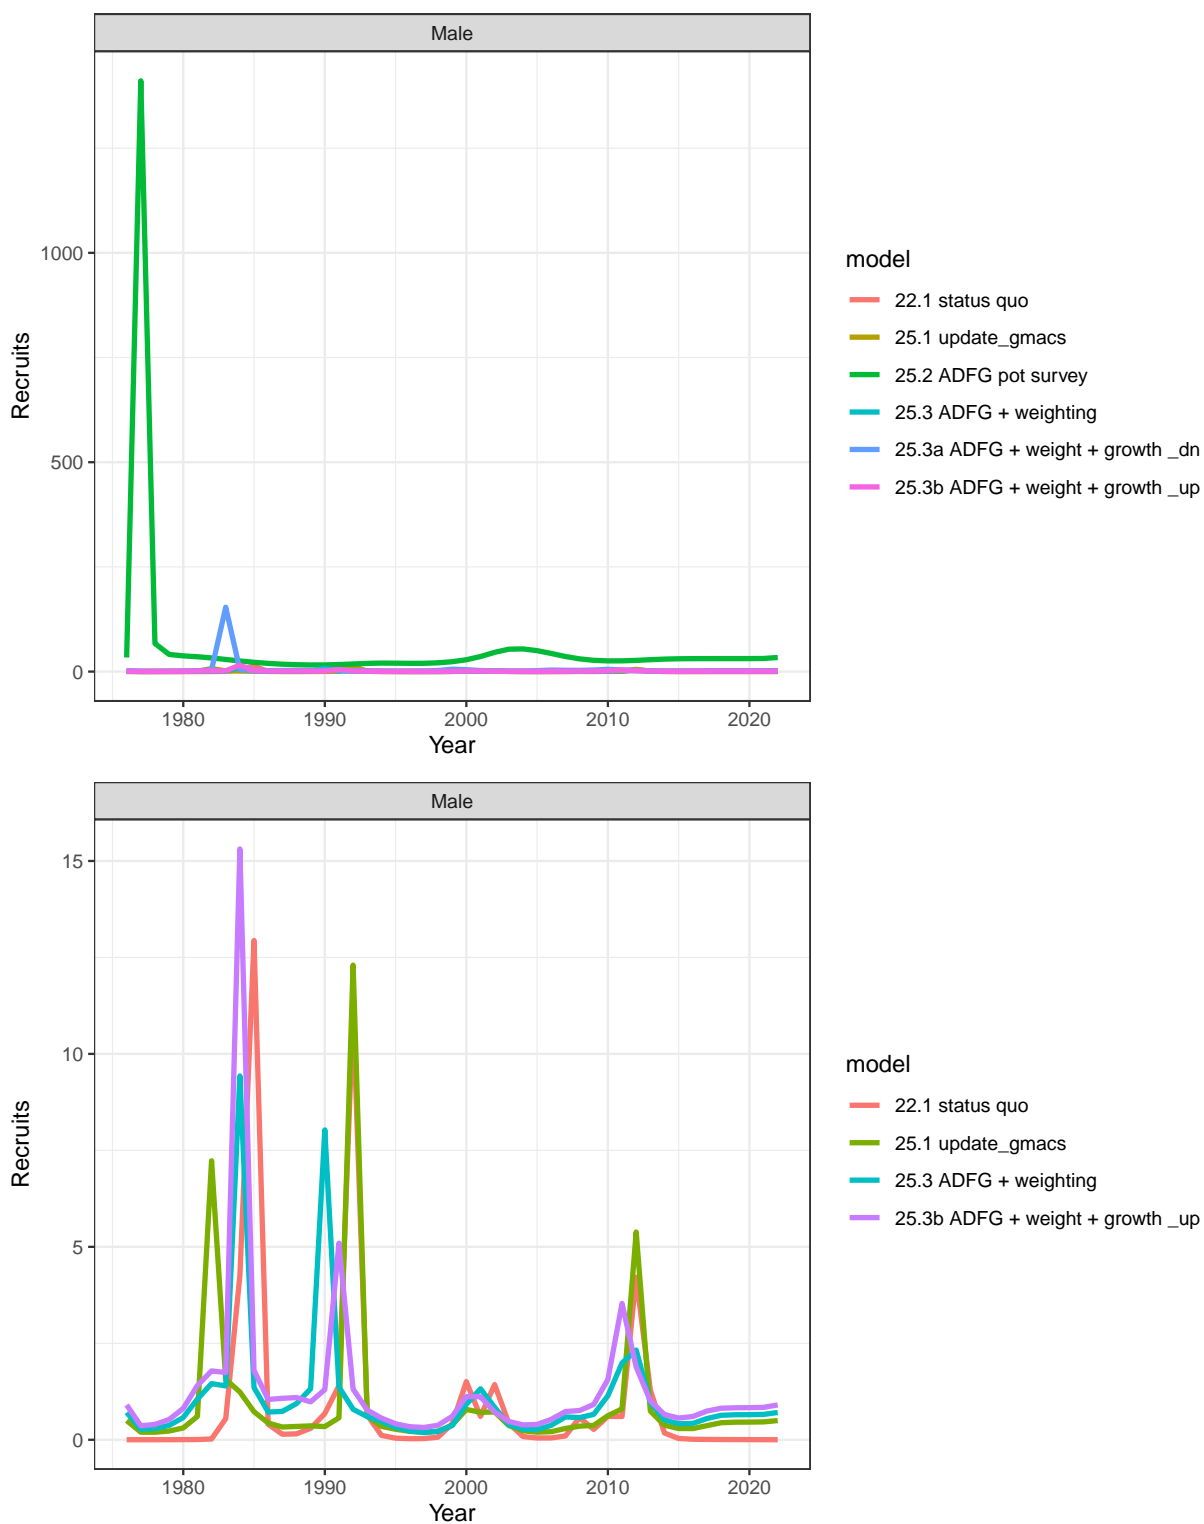 Male
1000
500
0
Recruits
1980 1990 2000 2010 2020
Year
model
22.1 status quo
25.1 update_gmacs
25.2 ADFG pot survey
25.3 ADFG + weighting
25.3a ADFG + weight + growth _dn
25.3b ADFG + weight + growth _up
Male
15
10
5
0
Recruits
1980 1990 2000 2010 2020
Year
model
22.1 status quo
25.1 update_gmacs
25.3 ADFG + weighting
25.3b ADFG + weight + growth _up